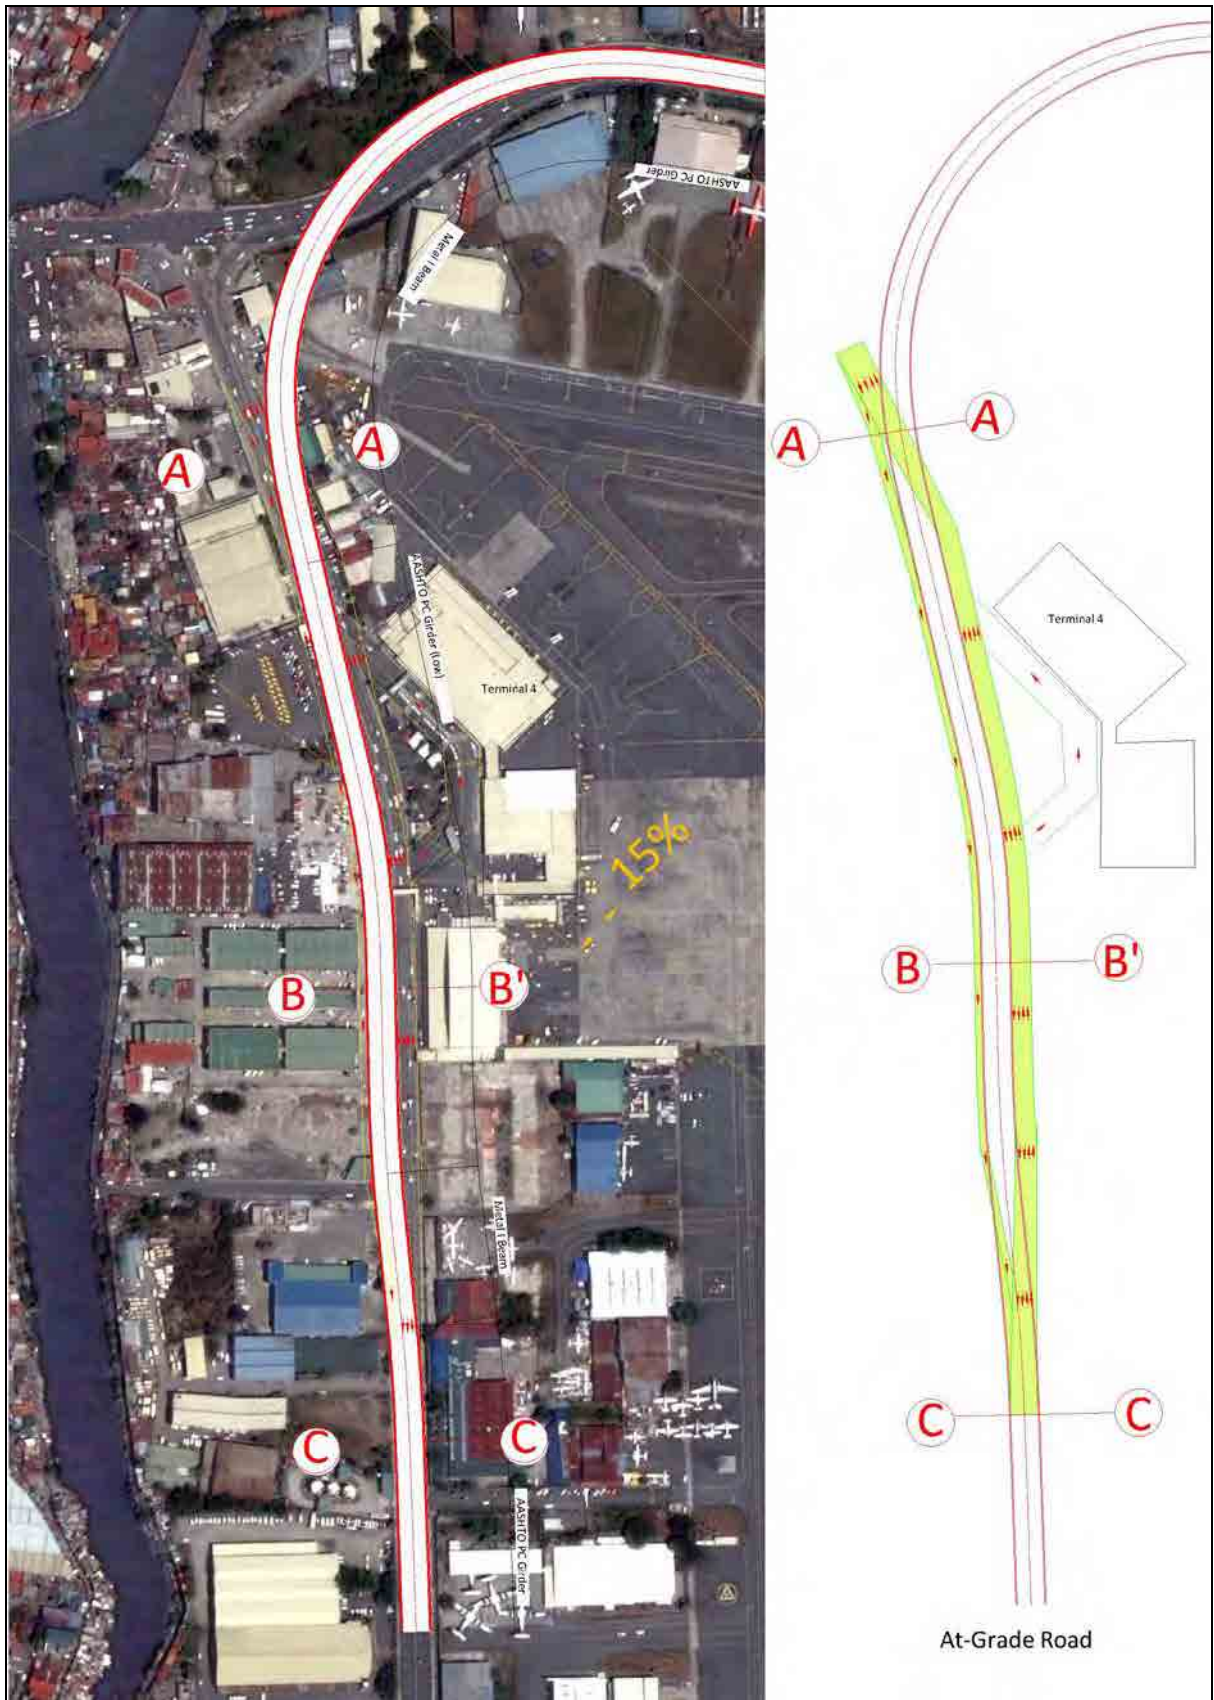 AASHTO PC Girder
Metal I Beam
A
A
AASHTO PC Girder (Low)
Terminal 4
15%
B
B'
Metal I Beam
C
C
AASHTO PC Girder
A
A
Terminal 4
B
B'
C
C
At-Grade Road